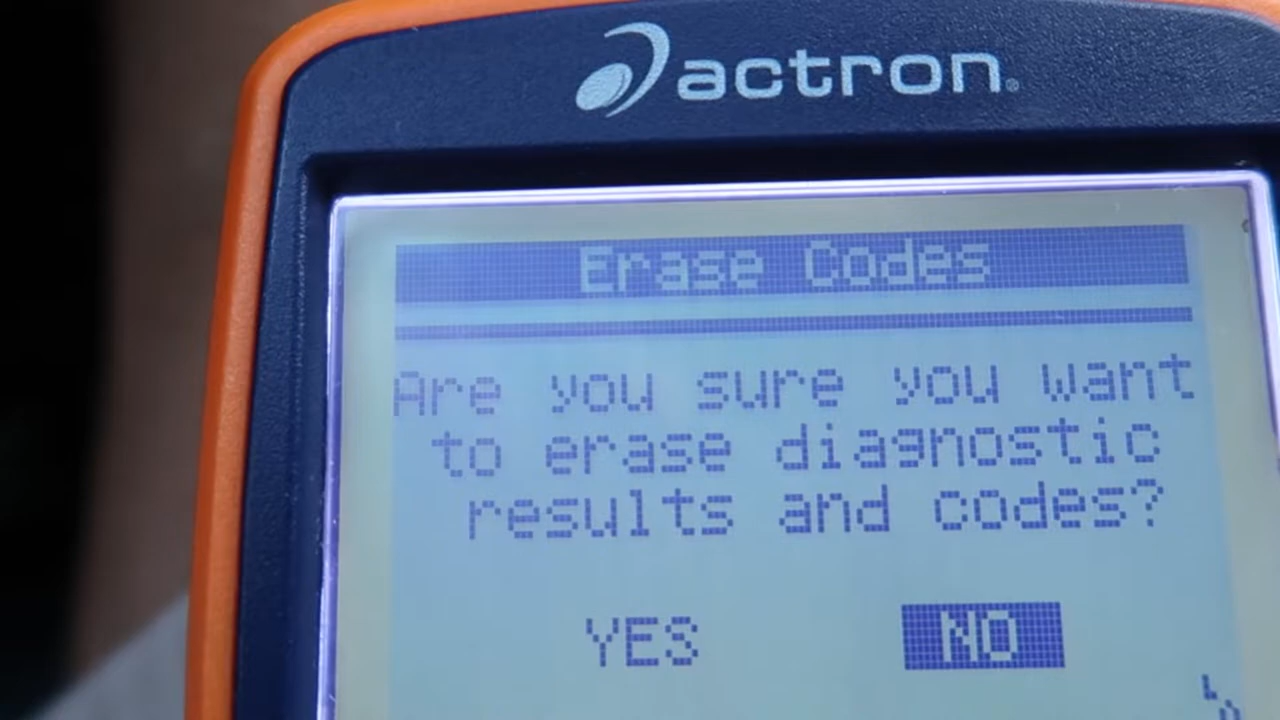 actron
Erase Codes
Are you sure you want
to erase diagnostic
results and codes?
YES NO